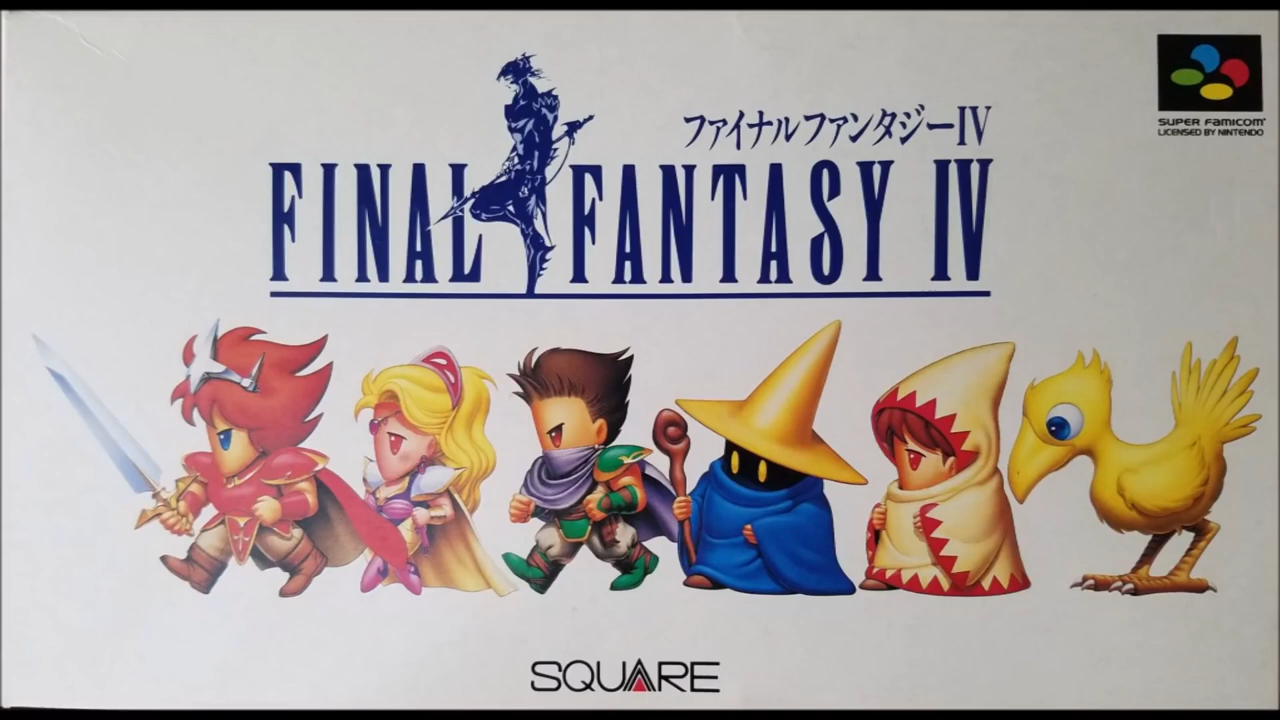 ファイナルファンタジーIV
FINAL FANTASY IV
SUPER FAMICOM
LICENSED BY NINTENDO
SQUARE